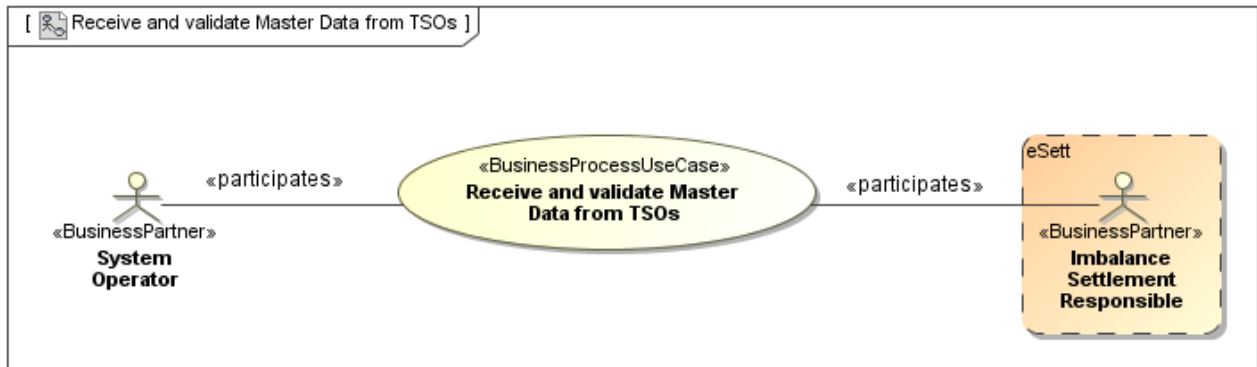 [ Receive and validate Master Data from TSOs ]
«participates»
«BusinessPartner»
System
Operator
«BusinessProcessUseCase»
Receive and validate Master
Data from TSOs
«participates»
eSett
«BusinessPartner»
Imbalance
Settlement
Responsible